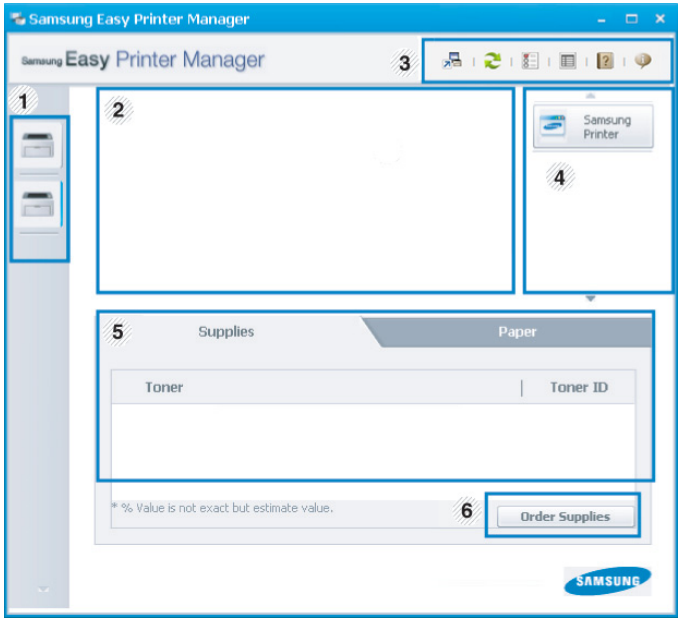 Samsung Easy Printer Manager
Samsung Easy Printer Manager
3
1
2
Samsung
Printer
4
5
Supplies
Paper
Toner
Toner ID
* % Value is not exact but estimate value.
6
Order Supplies
SAMSUNG